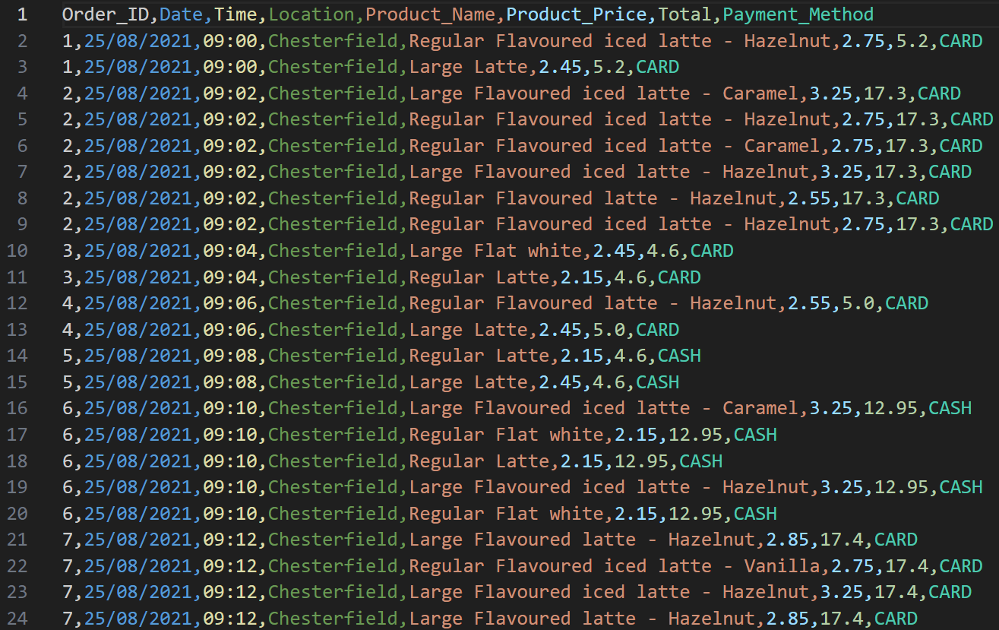 1 Order_ID,Date,Time,Location,Product_Name,Product_Price,Total,Payment_Method
2 1,25/08/2021,09:00,Chesterfield,Regular Flavoured iced latte - Hazelnut,2.75,5.2,CARD
3 1,25/08/2021,09:00,Chesterfield,Large Latte,2.45,5.2,CARD
4 2,25/08/2021,09:02,Chesterfield,Large Flavoured iced latte - Caramel,3.25,17.3,CARD
5 2,25/08/2021,09:02,Chesterfield,Regular Flavoured iced latte - Hazelnut,2.75,17.3,CARD
6 2,25/08/2021,09:02,Chesterfield,Regular Flavoured iced latte - Caramel,2.75,17.3,CARD
7 2,25/08/2021,09:02,Chesterfield,Large Flavoured iced latte - Hazelnut,3.25,17.3,CARD
8 2,25/08/2021,09:02,Chesterfield,Regular Flavoured latte - Hazelnut,2.55,17.3,CARD
9 2,25/08/2021,09:02,Chesterfield,Regular Flavoured iced latte - Hazelnut,2.75,17.3,CARD
10 3,25/08/2021,09:04,Chesterfield,Large Flat white,2.45,4.6,CARD
11 3,25/08/2021,09:04,Chesterfield,Regular Latte,2.15,4.6,CARD
12 4,25/08/2021,09:06,Chesterfield,Regular Flavoured latte - Hazelnut,2.55,5.0,CARD
13 4,25/08/2021,09:06,Chesterfield,Large Latte,2.45,5.0,CARD
14 5,25/08/2021,09:08,Chesterfield,Regular Latte,2.15,4.6,CASH
15 5,25/08/2021,09:08,Chesterfield,Large Latte,2.45,4.6,CASH
16 6,25/08/2021,09:10,Chesterfield,Large Flavoured iced latte - Caramel,3.25,12.95,CASH
17 6,25/08/2021,09:10,Chesterfield,Regular Flat white,2.15,12.95,CASH
18 6,25/08/2021,09:10,Chesterfield,Regular Latte,2.15,12.95,CASH
19 6,25/08/2021,09:10,Chesterfield,Large Flavoured iced latte - Hazelnut,3.25,12.95,CASH
20 6,25/08/2021,09:10,Chesterfield,Regular Flat white,2.15,12.95,CASH
21 7,25/08/2021,09:12,Chesterfield,Large Flavoured latte - Hazelnut,2.85,17.4,CARD
22 7,25/08/2021,09:12,Chesterfield,Regular Flavoured iced latte - Vanilla,2.75,17.4,CARD
23 7,25/08/2021,09:12,Chesterfield,Large Flavoured iced latte - Hazelnut,3.25,17.4,CARD
24 7,25/08/2021,09:12,Chesterfield,Large Flavoured latte - Hazelnut,2.85,17.4,CARD